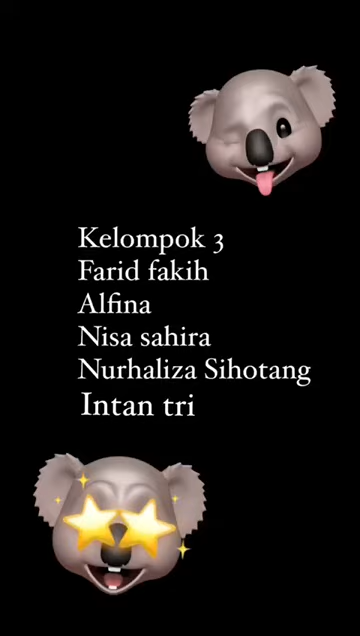 Kelompok 3
Farid fakih
Alfina
Nisa sahira
Nurhaliza Sihotang
Intan tri